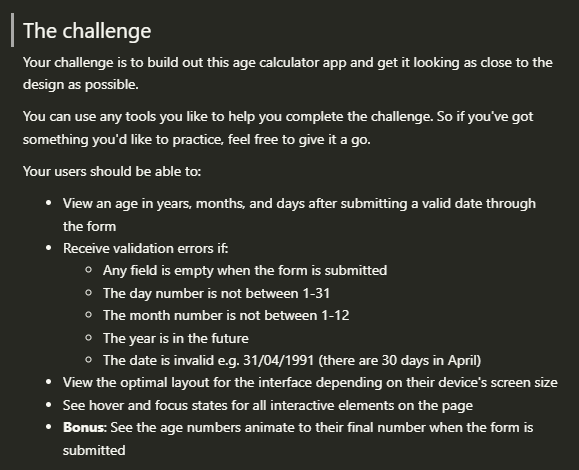 The challenge
Your challenge is to build out this age calculator app and get it looking as close to the
design as possible.
You can use any tools you like to help you complete the challenge. So if you've got
something you'd like to practice, feel free to give it a go.
Your users should be able to:
• View an age in years, months, and days after submitting a valid date through
the form
• Receive validation errors if:
◦ Any field is empty when the form is submitted
◦ The day number is not between 1-31
◦ The month number is not between 1-12
◦ The year is in the future
◦ The date is invalid e.g. 31/04/1991 (there are 30 days in April)
• View the optimal layout for the interface depending on their device's screen size
• See hover and focus states for all interactive elements on the page
• Bonus: See the age numbers animate to their final number when the form is
submitted